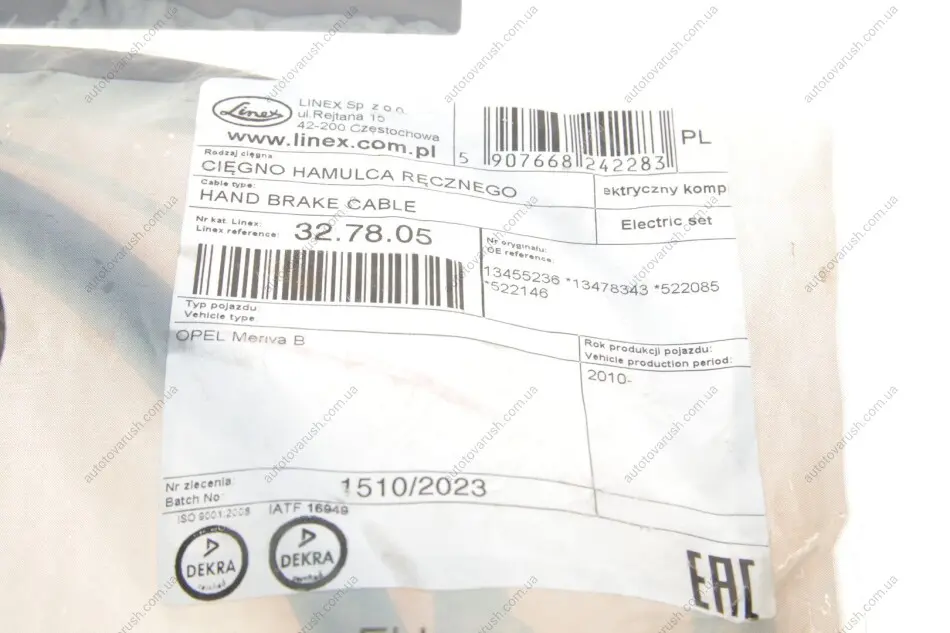 Linex
LINEX Sp. z o.o.
ul.Rejtana 15
42-200 Częstochowa
www.linex.com.pl
5 907668 242283
PL
Rodzaj cięgna
CIĘGNO HAMULCA RĘCZNEGO
ektryczny komp
Cable type:
HAND BRAKE CABLE
Electric set
Nr kat. Linex:
Linex reference:
32.78.05
Nr oryginału:
OE reference:
13455236 *13478343 *522085
*522146
Typ pojazdu:
Vehicle type:
OPEL Meriva B
Rok produkcji pojazdu:
Vehicle production period:
2010-
Nr zlecenia:
Batch No:
1510/2023
ISO 9001:2008
IATF 16949
DEKRA
DEKRA
EAC
autotovarush.com.ua